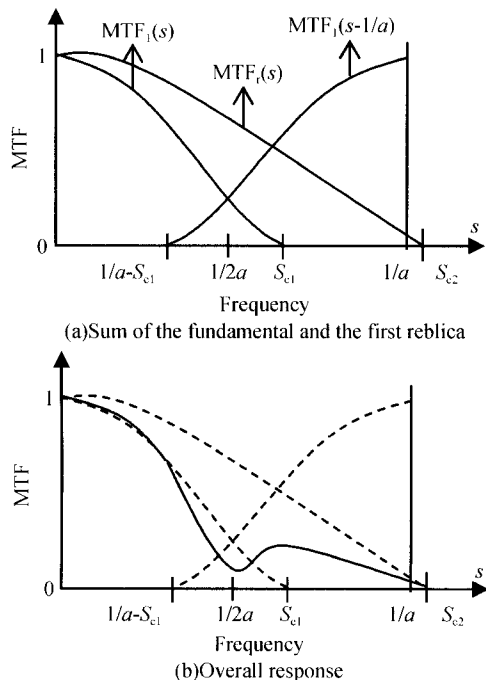 MTF₁(s)
MTF₁(s-1/a)
1
MTFᵣ(s)
MTF
0
s
1/a-Sc1
1/2a
Sc1
1/a
Sc2
Frequency
(a)Sum of the fundamental and the first reblica
1
MTF
0
s
1/a-Sc1
1/2a
Sc1
1/a
Sc2
Frequency
(b)Overall response